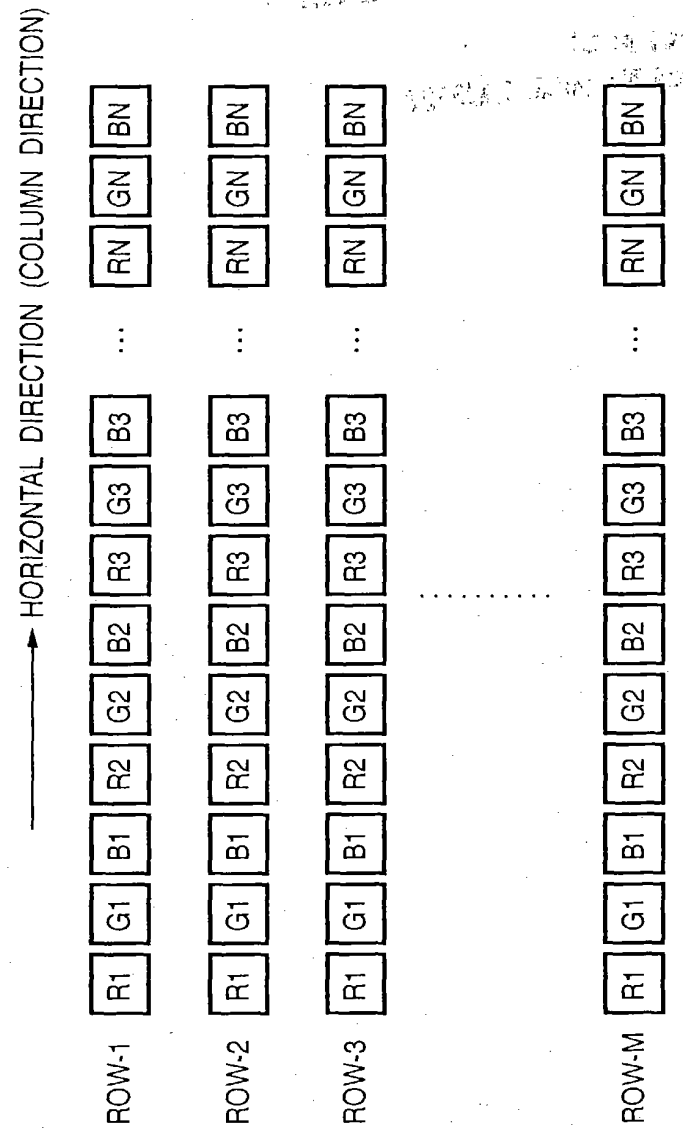 HORIZONTAL DIRECTION (COLUMN DIRECTION)
ROW-1 R1 G1 B1 R2 G2 B2 R3 G3 B3 ... RN GN BN
ROW-2 R1 G1 B1 R2 G2 B2 R3 G3 B3 ... RN GN BN
ROW-3 R1 G1 B1 R2 G2 B2 R3 G3 B3 ... RN GN BN
..........
ROW-M R1 G1 B1 R2 G2 B2 R3 G3 B3 ... RN GN BN